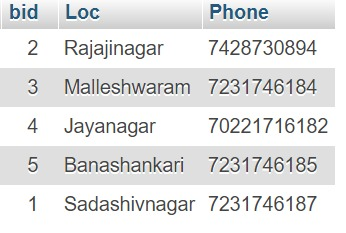 bid Loc Phone
2 Rajajinagar 7428730894
3 Malleshwaram 7231746184
4 Jayanagar 70221716182
5 Banashankari 7231746185
1 Sadashivnagar 7231746187